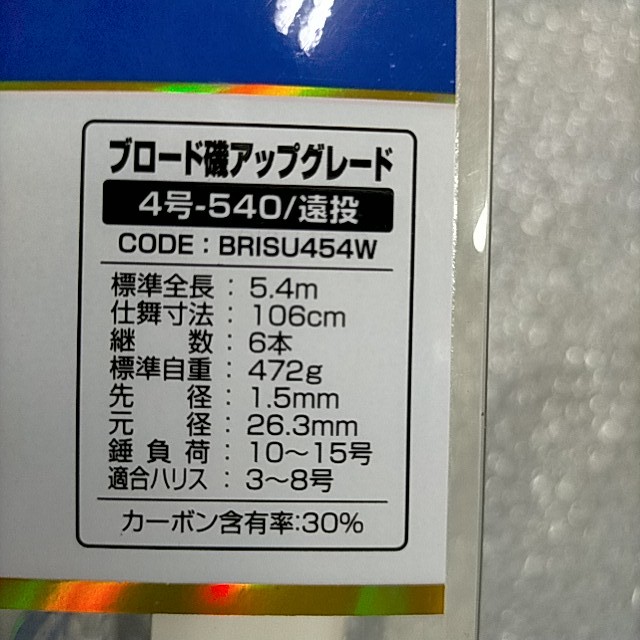 ブロード磯アップグレード
4号-540/遠投
CODE：BRISU454W
標準全長：5.4m
仕舞寸法：106cm
継数：6本
標準自重：472g
先径：1.5mm
元径：26.3mm
錘負荷：10〜15号
適合ハリス：3〜8号
カーボン含有率:30%